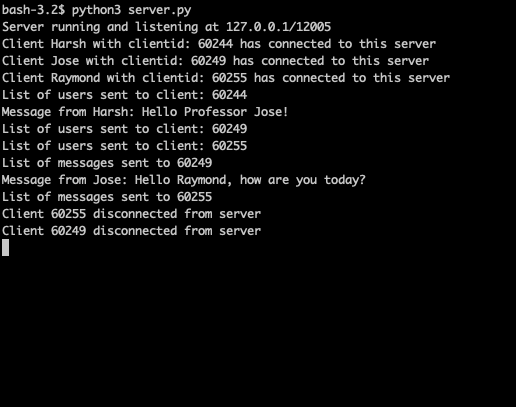 bash-3.2$ python3 server.py
Server running and listening at 127.0.0.1/12005
Client Harsh with clientid: 60244 has connected to this server
Client Jose with clientid: 60249 has connected to this server
Client Raymond with clientid: 60255 has connected to this server
List of users sent to client: 60244
Message from Harsh: Hello Professor Jose!
List of users sent to client: 60249
List of users sent to client: 60255
List of messages sent to 60249
Message from Jose: Hello Raymond, how are you today?
List of messages sent to 60255
Client 60255 disconnected from server
Client 60249 disconnected from server